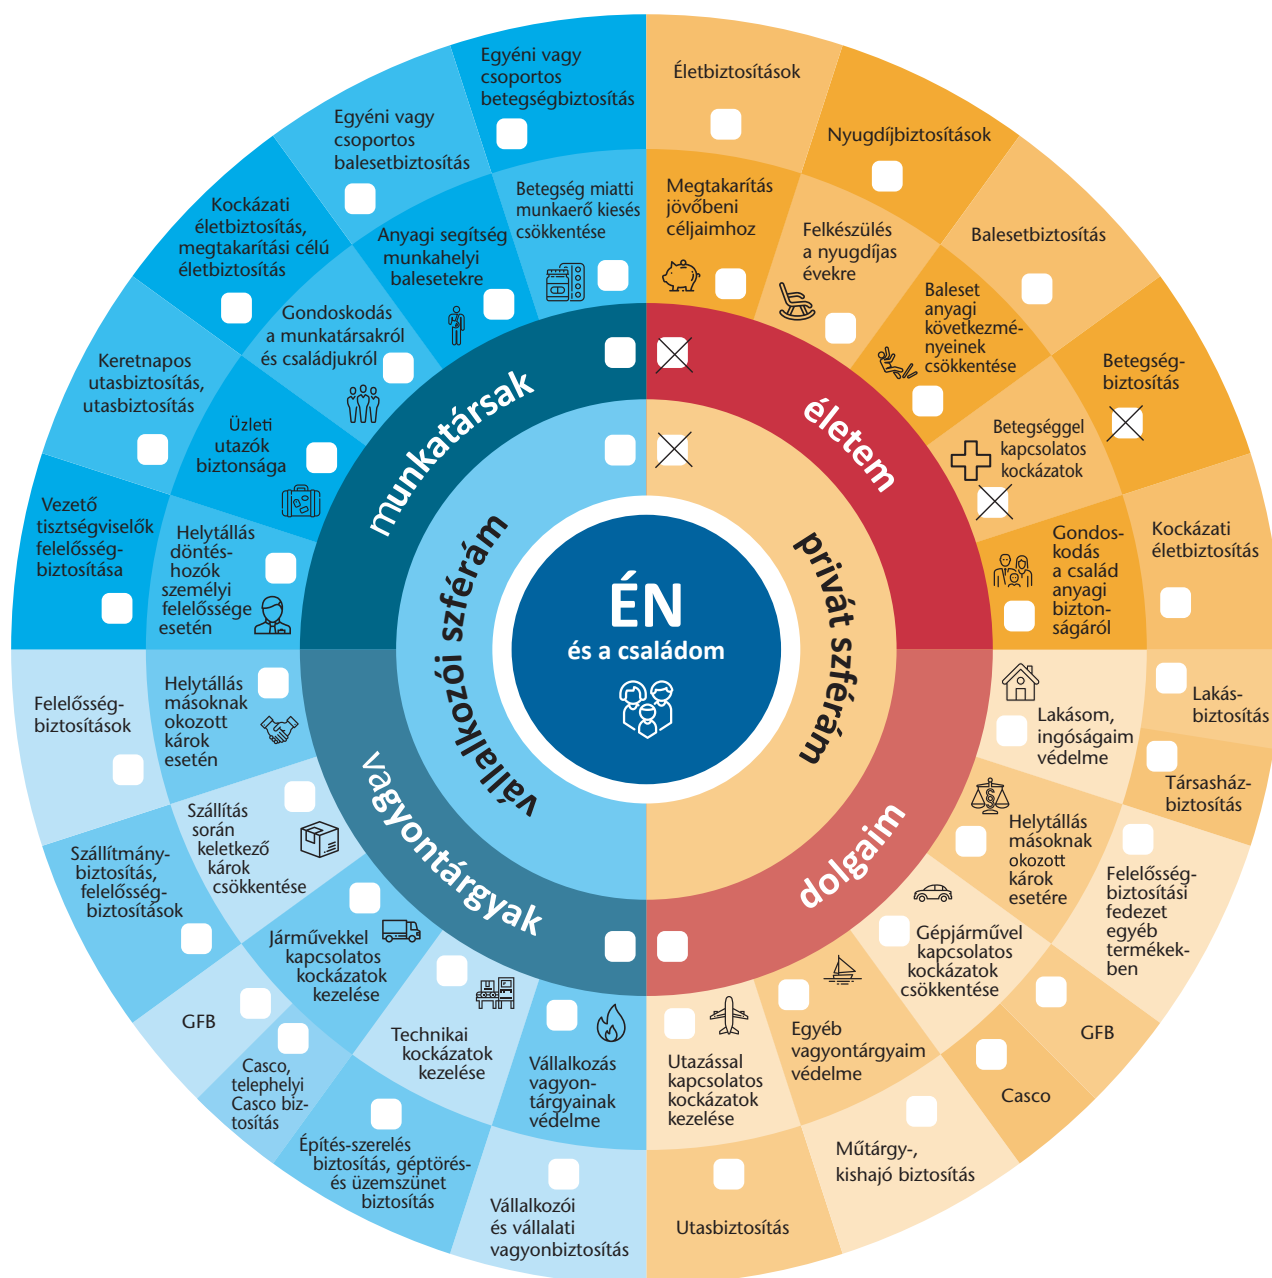 Egyéni vagy
csoportos
betegségbiztosítás
Életbiztosítások
Egyéni vagy
csoportos
balesetbiztosítás
Nyugdíjbiztosítások
Kockázati
életbiztosítás,
megtakarítási célú
életbiztosítás
Balesetbiztosítás
Keretnapos
utasbiztosítás,
utasbiztosítás
Betegség-
biztosítás
Vezető
tisztségviselők
felelősség-
biztosítása
Kockázati
életbiztosítás
Betegség miatti
munkaerő kiesés
csökkentése
Megtakarítás
jövőbeni
céljaimhoz
Anyagi segítség
munkahelyi
balesetekre
Felkészülés
a nyugdíjas
évekre
Gondoskodás
a munkatársakról
és családjukról
Baleset
anyagi
következmé-
nyeinek
csökkentése
Üzleti
utazók
biztonsága
Betegséggel
kapcsolatos
kockázatok
Helytállás
döntés-
hozók
személyi
felelőssége
esetén
Gondos-
kodás
a család
anyagi
bizton-
ságáról
munkatársak
életem
vállalkozói szférám
privát szférám
ÉN
és a családom
vagyontárgyak
dolgaim
Helytállás
másoknak
okozott
károk
esetén
Lakásom,
ingóságaim
védelme
Szállítás
során
keletkező
károk
csökkentése
Helytállás
másoknak
okozott
károk
esetére
Járművekkel
kapcsolatos
kockázatok
kezelése
Gépjárművel
kapcsolatos
kockázatok
csökkentése
Technikai
kockázatok
kezelése
Egyéb
vagyontárgyaim
védelme
Vállalkozás
vagyon-
tárgyainak
védelme
Utazással
kapcsolatos
kockázatok
kezelése
Felelősség-
biztosítások
Lakás-
biztosítás
Társasház-
biztosítás
Szállítmány-
biztosítás,
felelősség-
biztosítások
Felelősség-
biztosítási
fedezet
egyéb
termékek-
ben
GFB
GFB
Casco,
telephelyi
Casco biz-
tosítás
Casco
Építés-szerelés
biztosítás, géptörés-
és üzemszünet
biztosítás
Műtárgy-,
kishajó biztosítás
Vállalkozói
és vállalati
vagyonbiztosítás
Utasbiztosítás